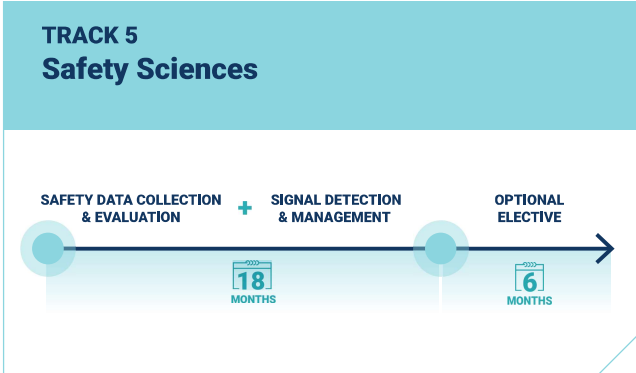 TRACK 5
Safety Sciences
SAFETY DATA COLLECTION
& EVALUATION
+
SIGNAL DETECTION
& MANAGEMENT
OPTIONAL
ELECTIVE
18
MONTHS
6
MONTHS